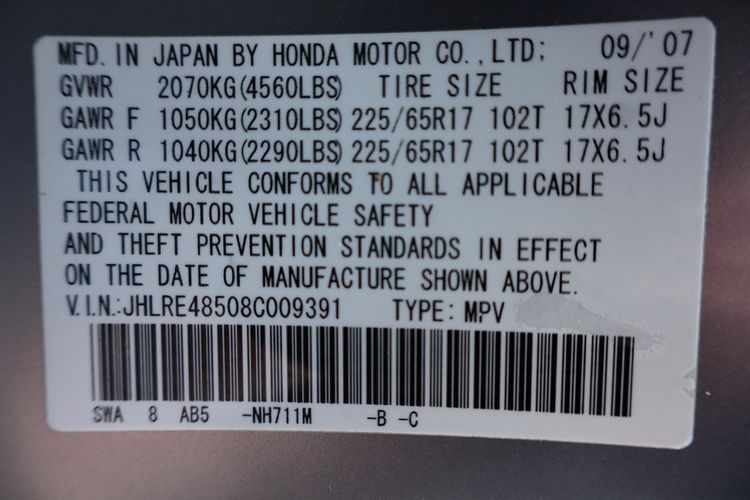 MFD. IN JAPAN BY HONDA MOTOR CO.,LTD; 09/'07
GVWR 2070KG(4560LBS) TIRE SIZE RIM SIZE
GAWR F 1050KG(2310LBS) 225/65R17 102T 17X6.5J
GAWR R 1040KG(2290LBS) 225/65R17 102T 17X6.5J
THIS VEHICLE CONFORMS TO ALL APPLICABLE
FEDERAL MOTOR VEHICLE SAFETY
AND THEFT PREVENTION STANDARDS IN EFFECT
ON THE DATE OF MANUFACTURE SHOWN ABOVE.
V.I.N.:JHLRE48508C009391 TYPE: MPV
SWA 8 AB5 -NH711M -B -C